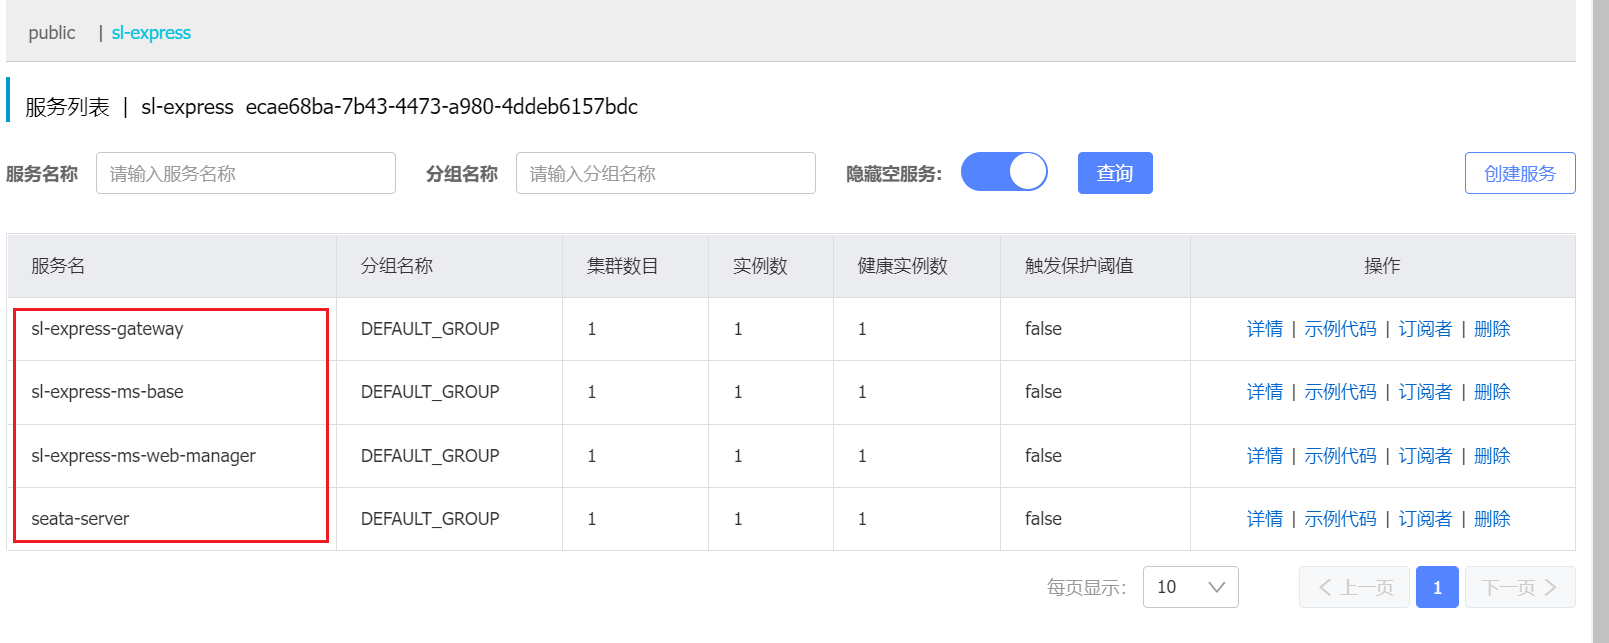 public | sl-express
服务列表 | sl-express ecae68ba-7b43-4473-a980-4ddeb6157bdc
服务名称 请输入服务名称 分组名称 请输入分组名称 隐藏空服务: 查询 创建服务
服务名 分组名称 集群数目 实例数 健康实例数 触发保护阈值 操作
sl-express-gateway DEFAULT_GROUP 1 1 1 false 详情 | 示例代码 | 订阅者 | 删除
sl-express-ms-base DEFAULT_GROUP 1 1 1 false 详情 | 示例代码 | 订阅者 | 删除
sl-express-ms-web-manager DEFAULT_GROUP 1 1 1 false 详情 | 示例代码 | 订阅者 | 删除
seata-server DEFAULT_GROUP 1 1 1 false 详情 | 示例代码 | 订阅者 | 删除
每页显示: 10 上一页 1 下一页